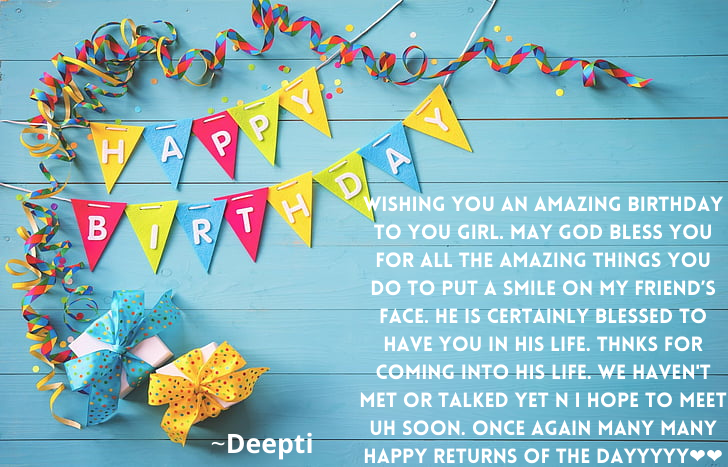 HAPPY
BIRTHDAY
WISHING YOU AN AMAZING BIRTHDAY
TO YOU GIRL. MAY GOD BLESS YOU
FOR ALL THE AMAZING THINGS YOU
DO TO PUT A SMILE ON MY FRIEND'S
FACE. HE IS CERTAINLY BLESSED TO
HAVE YOU IN HIS LIFE. THNKS FOR
COMING INTO HIS LIFE. WE HAVEN'T
MET OR TALKED YET N I HOPE TO MEET
UH SOON. ONCE AGAIN MANY MANY
HAPPY RETURNS OF THE DAYYYYY❤❤
~Deepti